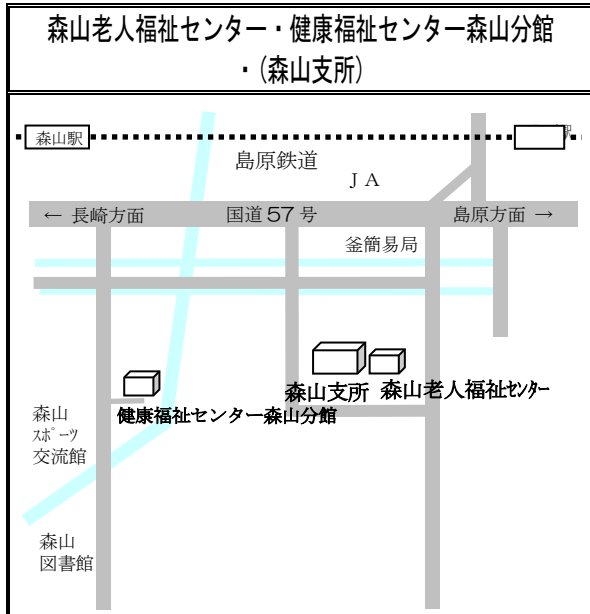 森山老人福祉センター・健康福祉センター森山分館
・(森山支所)
森山駅
駅
島原鉄道
ＪＡ
← 長崎方面
国道57号
島原方面 →
釜簡易局
森山支所
森山老人福祉ｾﾝﾀｰ
健康福祉センター森山分館
森山
ｽﾎﾟｰﾂ
交流館
森山
図書館